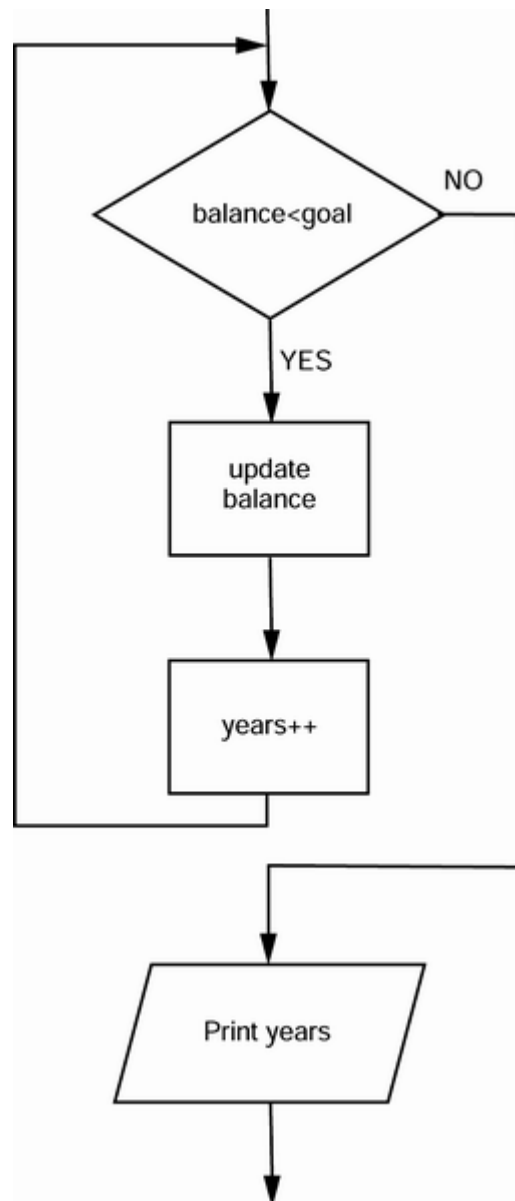 balance<goal
NO
YES
update
balance
years++
Print years